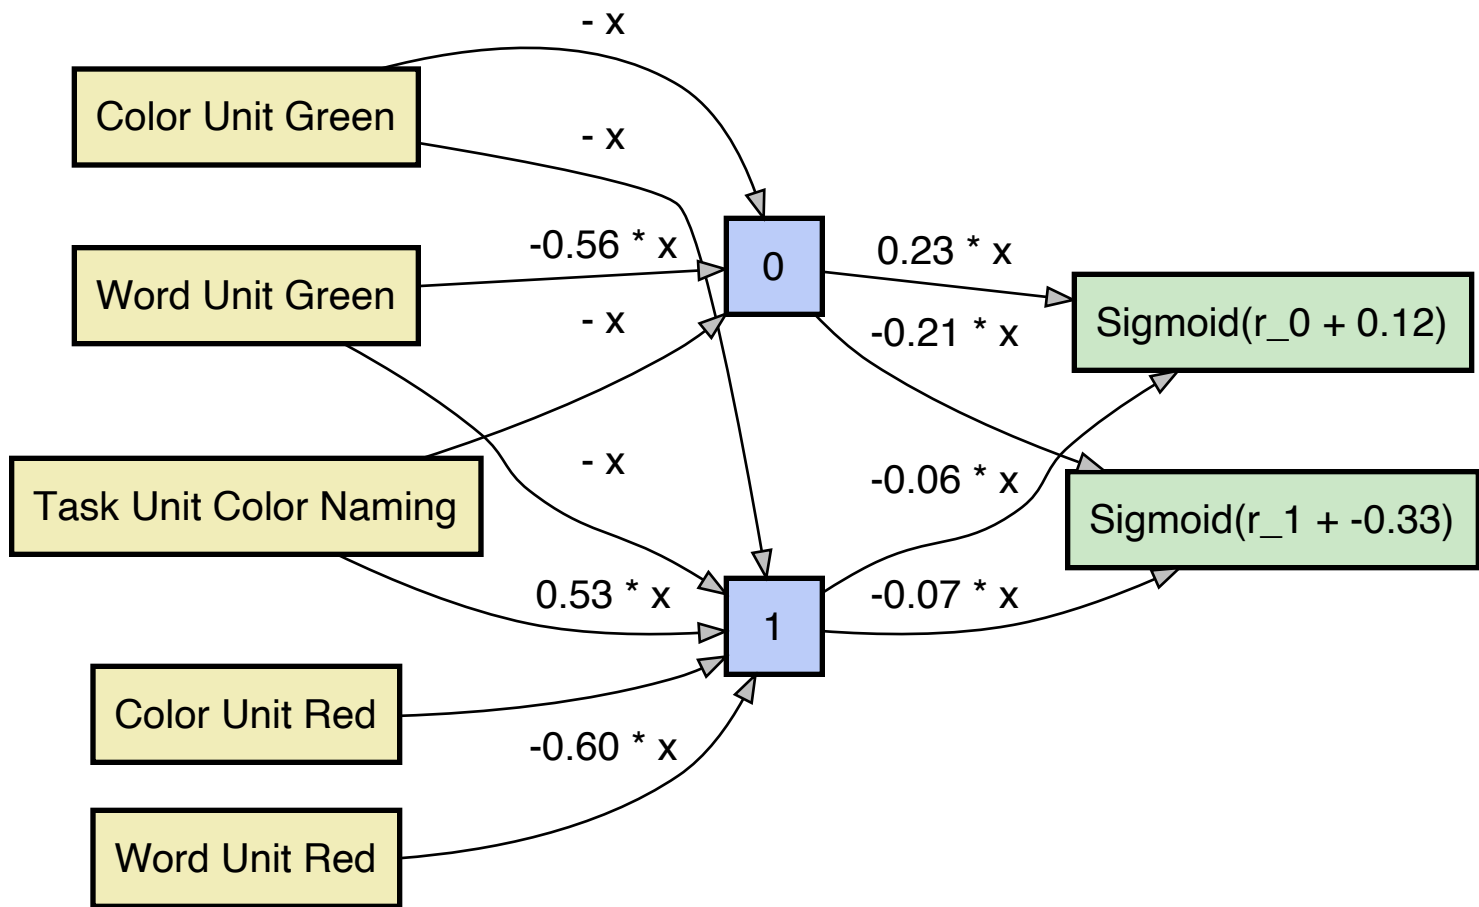 - x
Color Unit Green
- x
Word Unit Green
-0.56 * x
0
0.23 * x
- x
-0.21 * x
Sigmoid(r_0 + 0.12)
Task Unit Color Naming
- x
-0.06 * x
Sigmoid(r_1 + -0.33)
0.53 * x
1
-0.07 * x
Color Unit Red
-0.60 * x
Word Unit Red